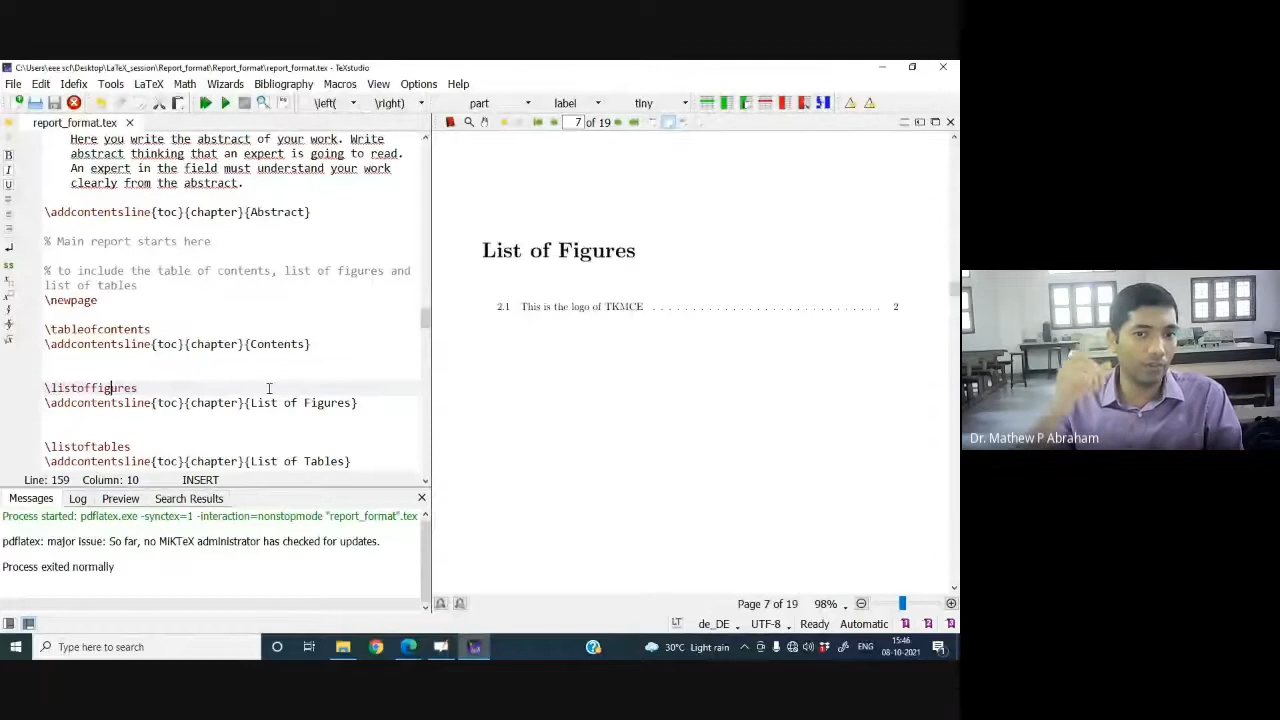 C:\Users\eee scl\Desktop\LaTeX_session\Report_format\Report_format\report_format.tex - TeXstudio
File Edit Idefix Tools LaTeX Math Wizards Bibliography Macros View Options Help
\left( \right) part label tiny
report_format.tex
7 of 19
Here you write the abstract of your work. Write
abstract thinking that an expert is going to read.
An expert in the field must understand your work
clearly from the abstract.
\addcontentsline{toc}{chapter}{Abstract}
% Main report starts here
% to include the table of contents, list of figures and
list of tables
\newpage
\tableofcontents
\addcontentsline{toc}{chapter}{Contents}
\listoffigures
\addcontentsline{toc}{chapter}{List of Figures}
\listoftables
\addcontentsline{toc}{chapter}{List of Tables}
Line: 159 Column: 10 INSERT
Messages Log Preview Search Results
Process started: pdflatex.exe -synctex=1 -interaction=nonstopmode "report_format".tex
pdflatex: major issue: So far, no MiKTeX administrator has checked for updates.
Process exited normally
List of Figures
2.1 This is the logo of TKMCE . . . . . . . . . . . . . . . . . . . . . . . . . . . . 2
Page 7 of 19 98%
LT de_DE UTF-8 Ready Automatic
Type here to search
30°C Light rain
ENG
15:46
08-10-2021
Dr. Mathew P Abraham